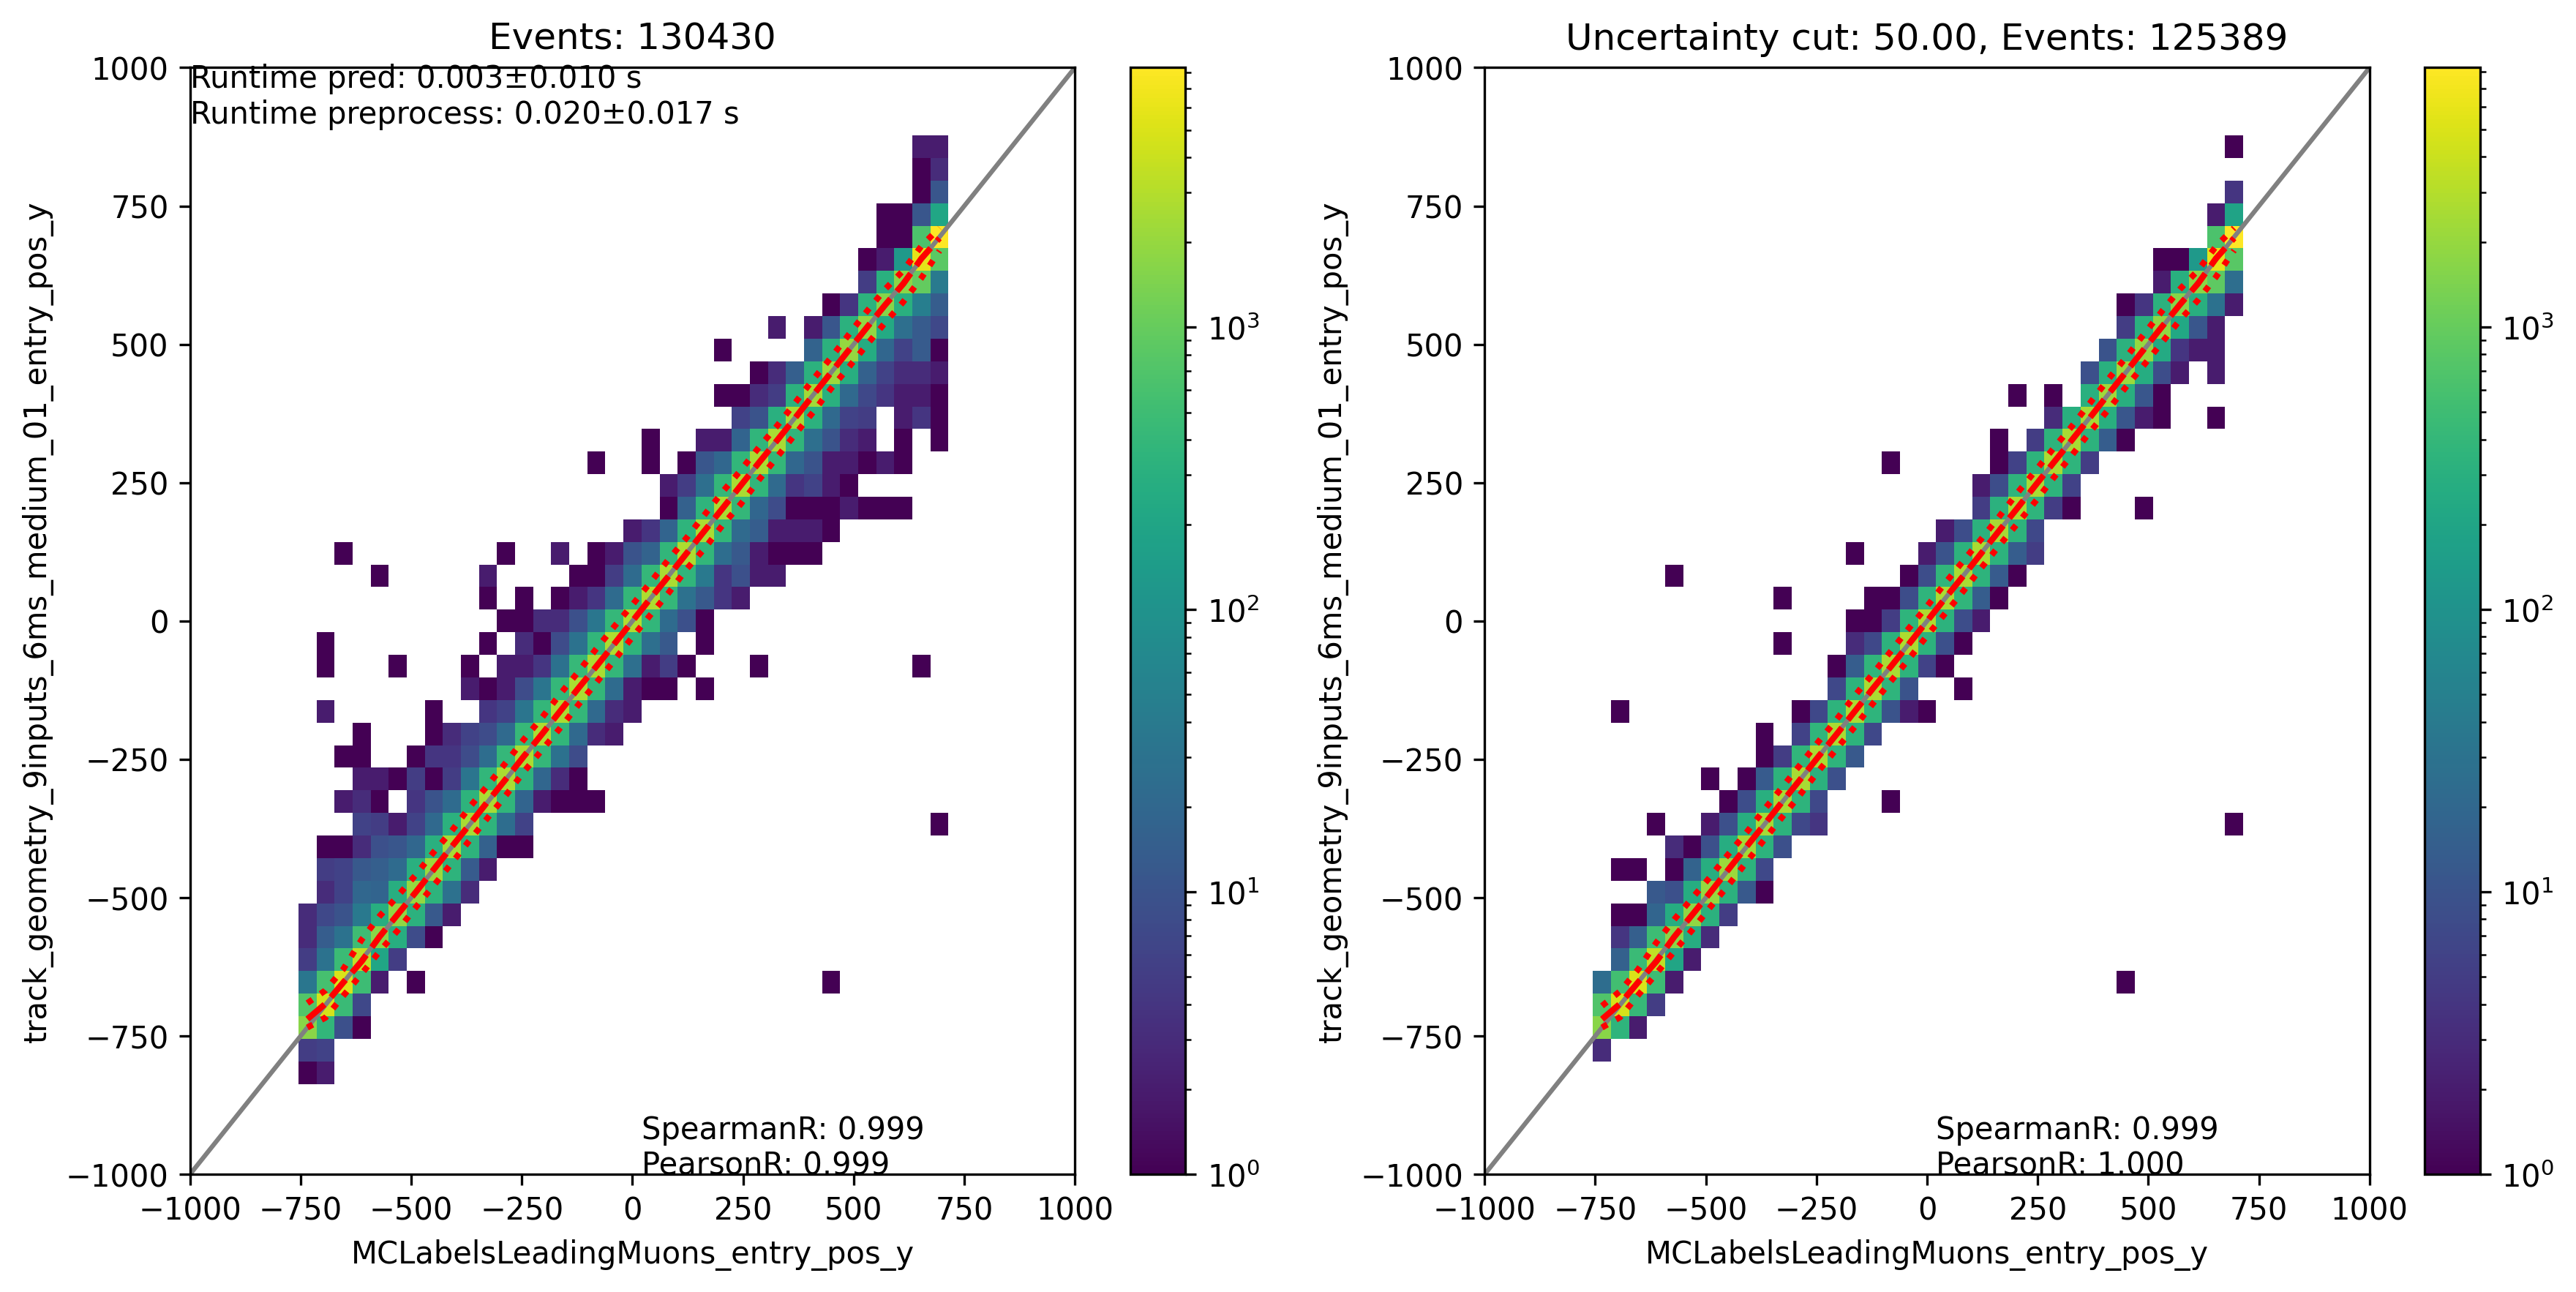 Events: 130430
Runtime pred: 0.003±0.010 s
Runtime preprocess: 0.020±0.017 s
1000
750
500
250
0
−250
−500
−750
−1000
track_geometry_9inputs_6ms_medium_01_entry_pos_y
SpearmanR: 0.999
PearsonR: 0.999
−1000 −750 −500 −250 0 250 500 750 1000
MCLabelsLeadingMuons_entry_pos_y
10³
10²
10¹
10⁰
Uncertainty cut: 50.00, Events: 125389
1000
750
500
250
0
−250
−500
−750
−1000
track_geometry_9inputs_6ms_medium_01_entry_pos_y
SpearmanR: 0.999
PearsonR: 1.000
−1000 −750 −500 −250 0 250 500 750 1000
MCLabelsLeadingMuons_entry_pos_y
10³
10²
10¹
10⁰